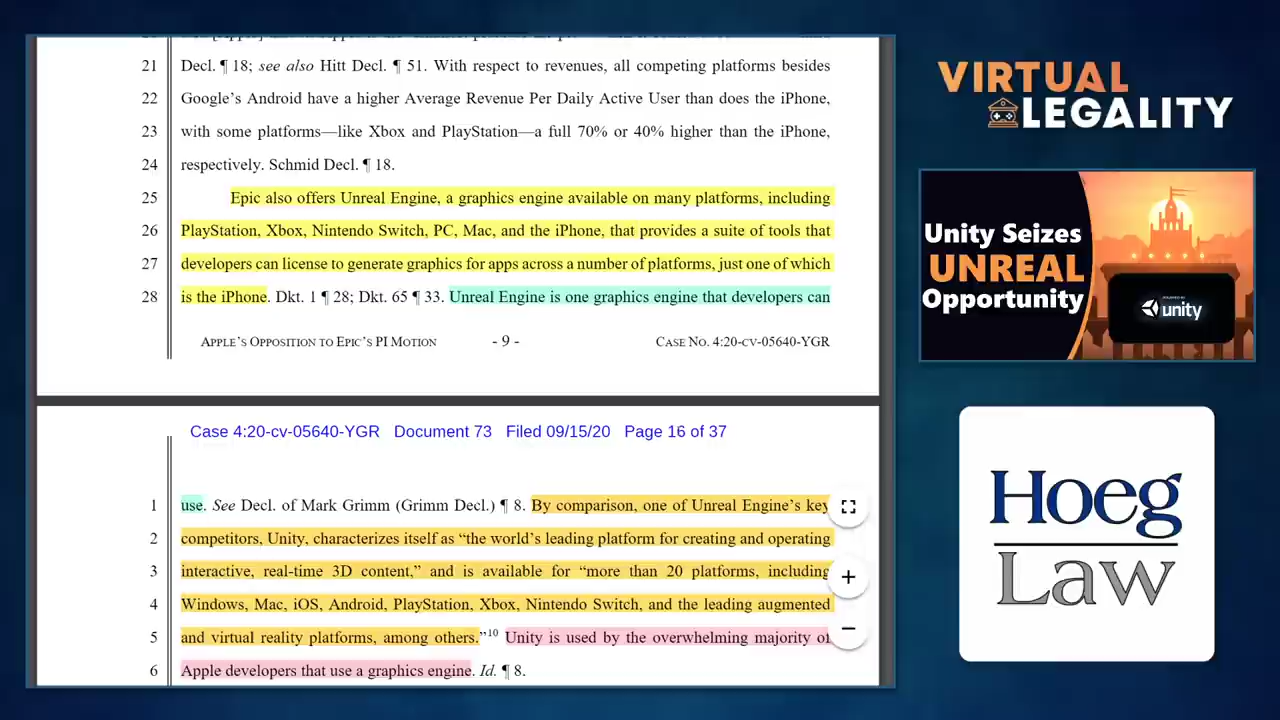 21 Decl. ¶ 18; see also Hitt Decl. ¶ 51. With respect to revenues, all competing platforms besides
22 Google’s Android have a higher Average Revenue Per Daily Active User than does the iPhone,
23 with some platforms—like Xbox and PlayStation—a full 70% or 40% higher than the iPhone,
24 respectively. Schmid Decl. ¶ 18.
25 Epic also offers Unreal Engine, a graphics engine available on many platforms, including
26 PlayStation, Xbox, Nintendo Switch, PC, Mac, and the iPhone, that provides a suite of tools that
27 developers can license to generate graphics for apps across a number of platforms, just one of which
28 is the iPhone. Dkt. 1 ¶ 28; Dkt. 65 ¶ 33. Unreal Engine is one graphics engine that developers can
APPLE’S OPPOSITION TO EPIC’S PI MOTION - 9 - CASE NO. 4:20-CV-05640-YGR
Case 4:20-cv-05640-YGR Document 73 Filed 09/15/20 Page 16 of 37
1 use. See Decl. of Mark Grimm (Grimm Decl.) ¶ 8. By comparison, one of Unreal Engine’s key
2 competitors, Unity, characterizes itself as “the world’s leading platform for creating and operating
3 interactive, real-time 3D content,” and is available for “more than 20 platforms, including
4 Windows, Mac, iOS, Android, PlayStation, Xbox, Nintendo Switch, and the leading augmented
5 and virtual reality platforms, among others.”10 Unity is used by the overwhelming majority of
6 Apple developers that use a graphics engine. Id. ¶ 8.
VIRTUAL
LEGALITY
Unity Seizes
UNREAL
Opportunity
unity
Hoeg
Law